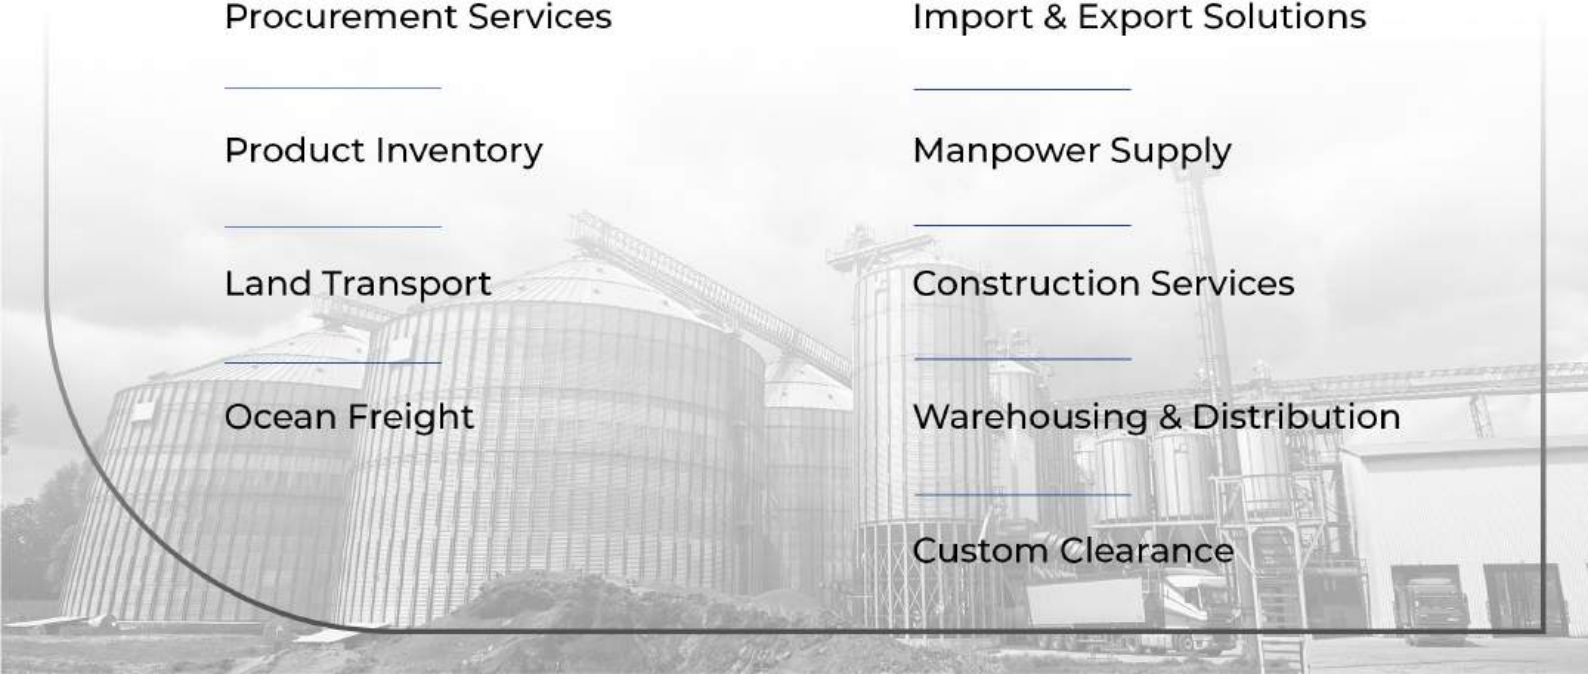 Procurement Services
Product Inventory
Land Transport
Ocean Freight
Import & Export Solutions
Manpower Supply
Construction Services
Warehousing & Distribution
Custom Clearance